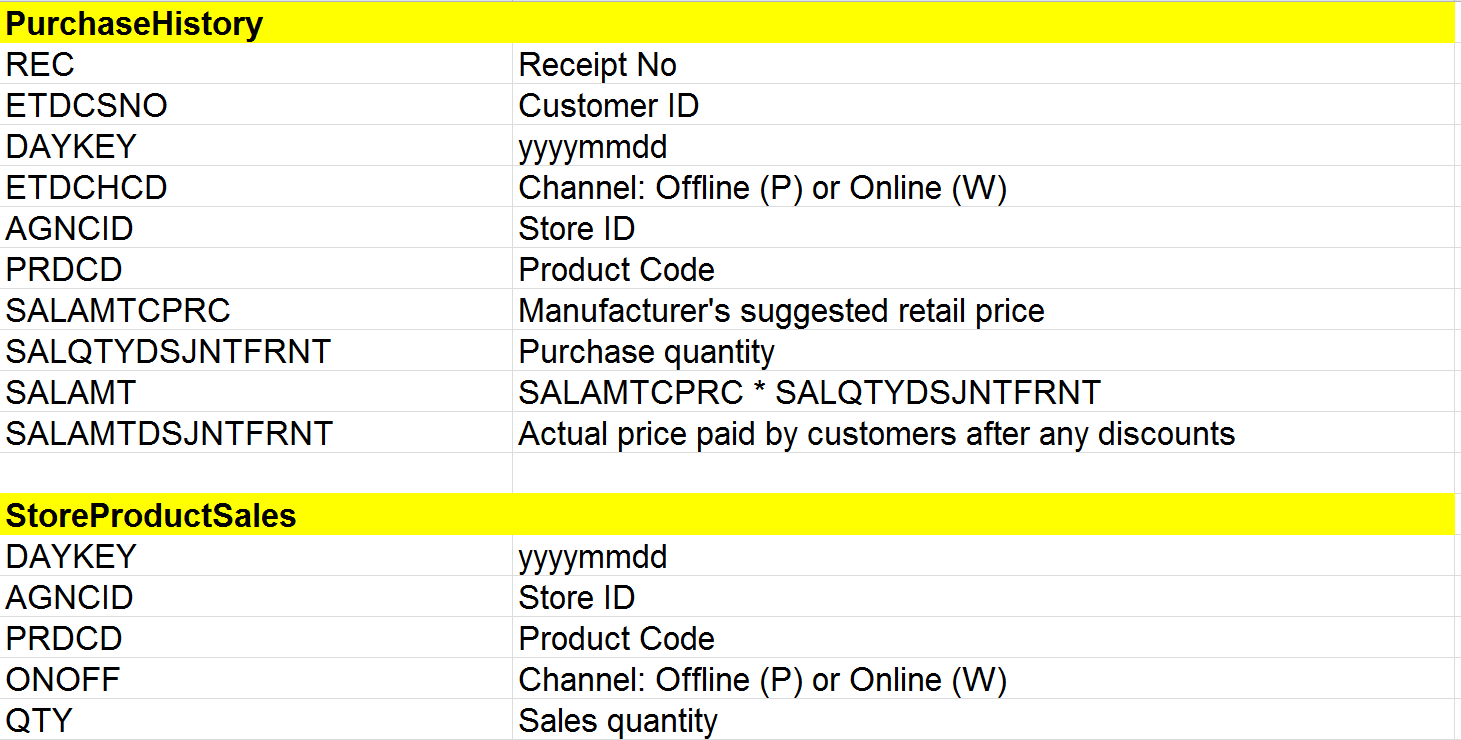 PurchaseHistory
REC Receipt No
ETDCSNO Customer ID
DAYKEY yyyymmdd
ETDCHCD Channel: Offline (P) or Online (W)
AGNCID Store ID
PRDCD Product Code
SALAMTCPRC Manufacturer's suggested retail price
SALQTYDSJNTFRNT Purchase quantity
SALAMT SALAMTCPRC * SALQTYDSJNTFRNT
SALAMTDSJNTFRNT Actual price paid by customers after any discounts
StoreProductSales
DAYKEY yyyymmdd
AGNCID Store ID
PRDCD Product Code
ONOFF Channel: Offline (P) or Online (W)
QTY Sales quantity